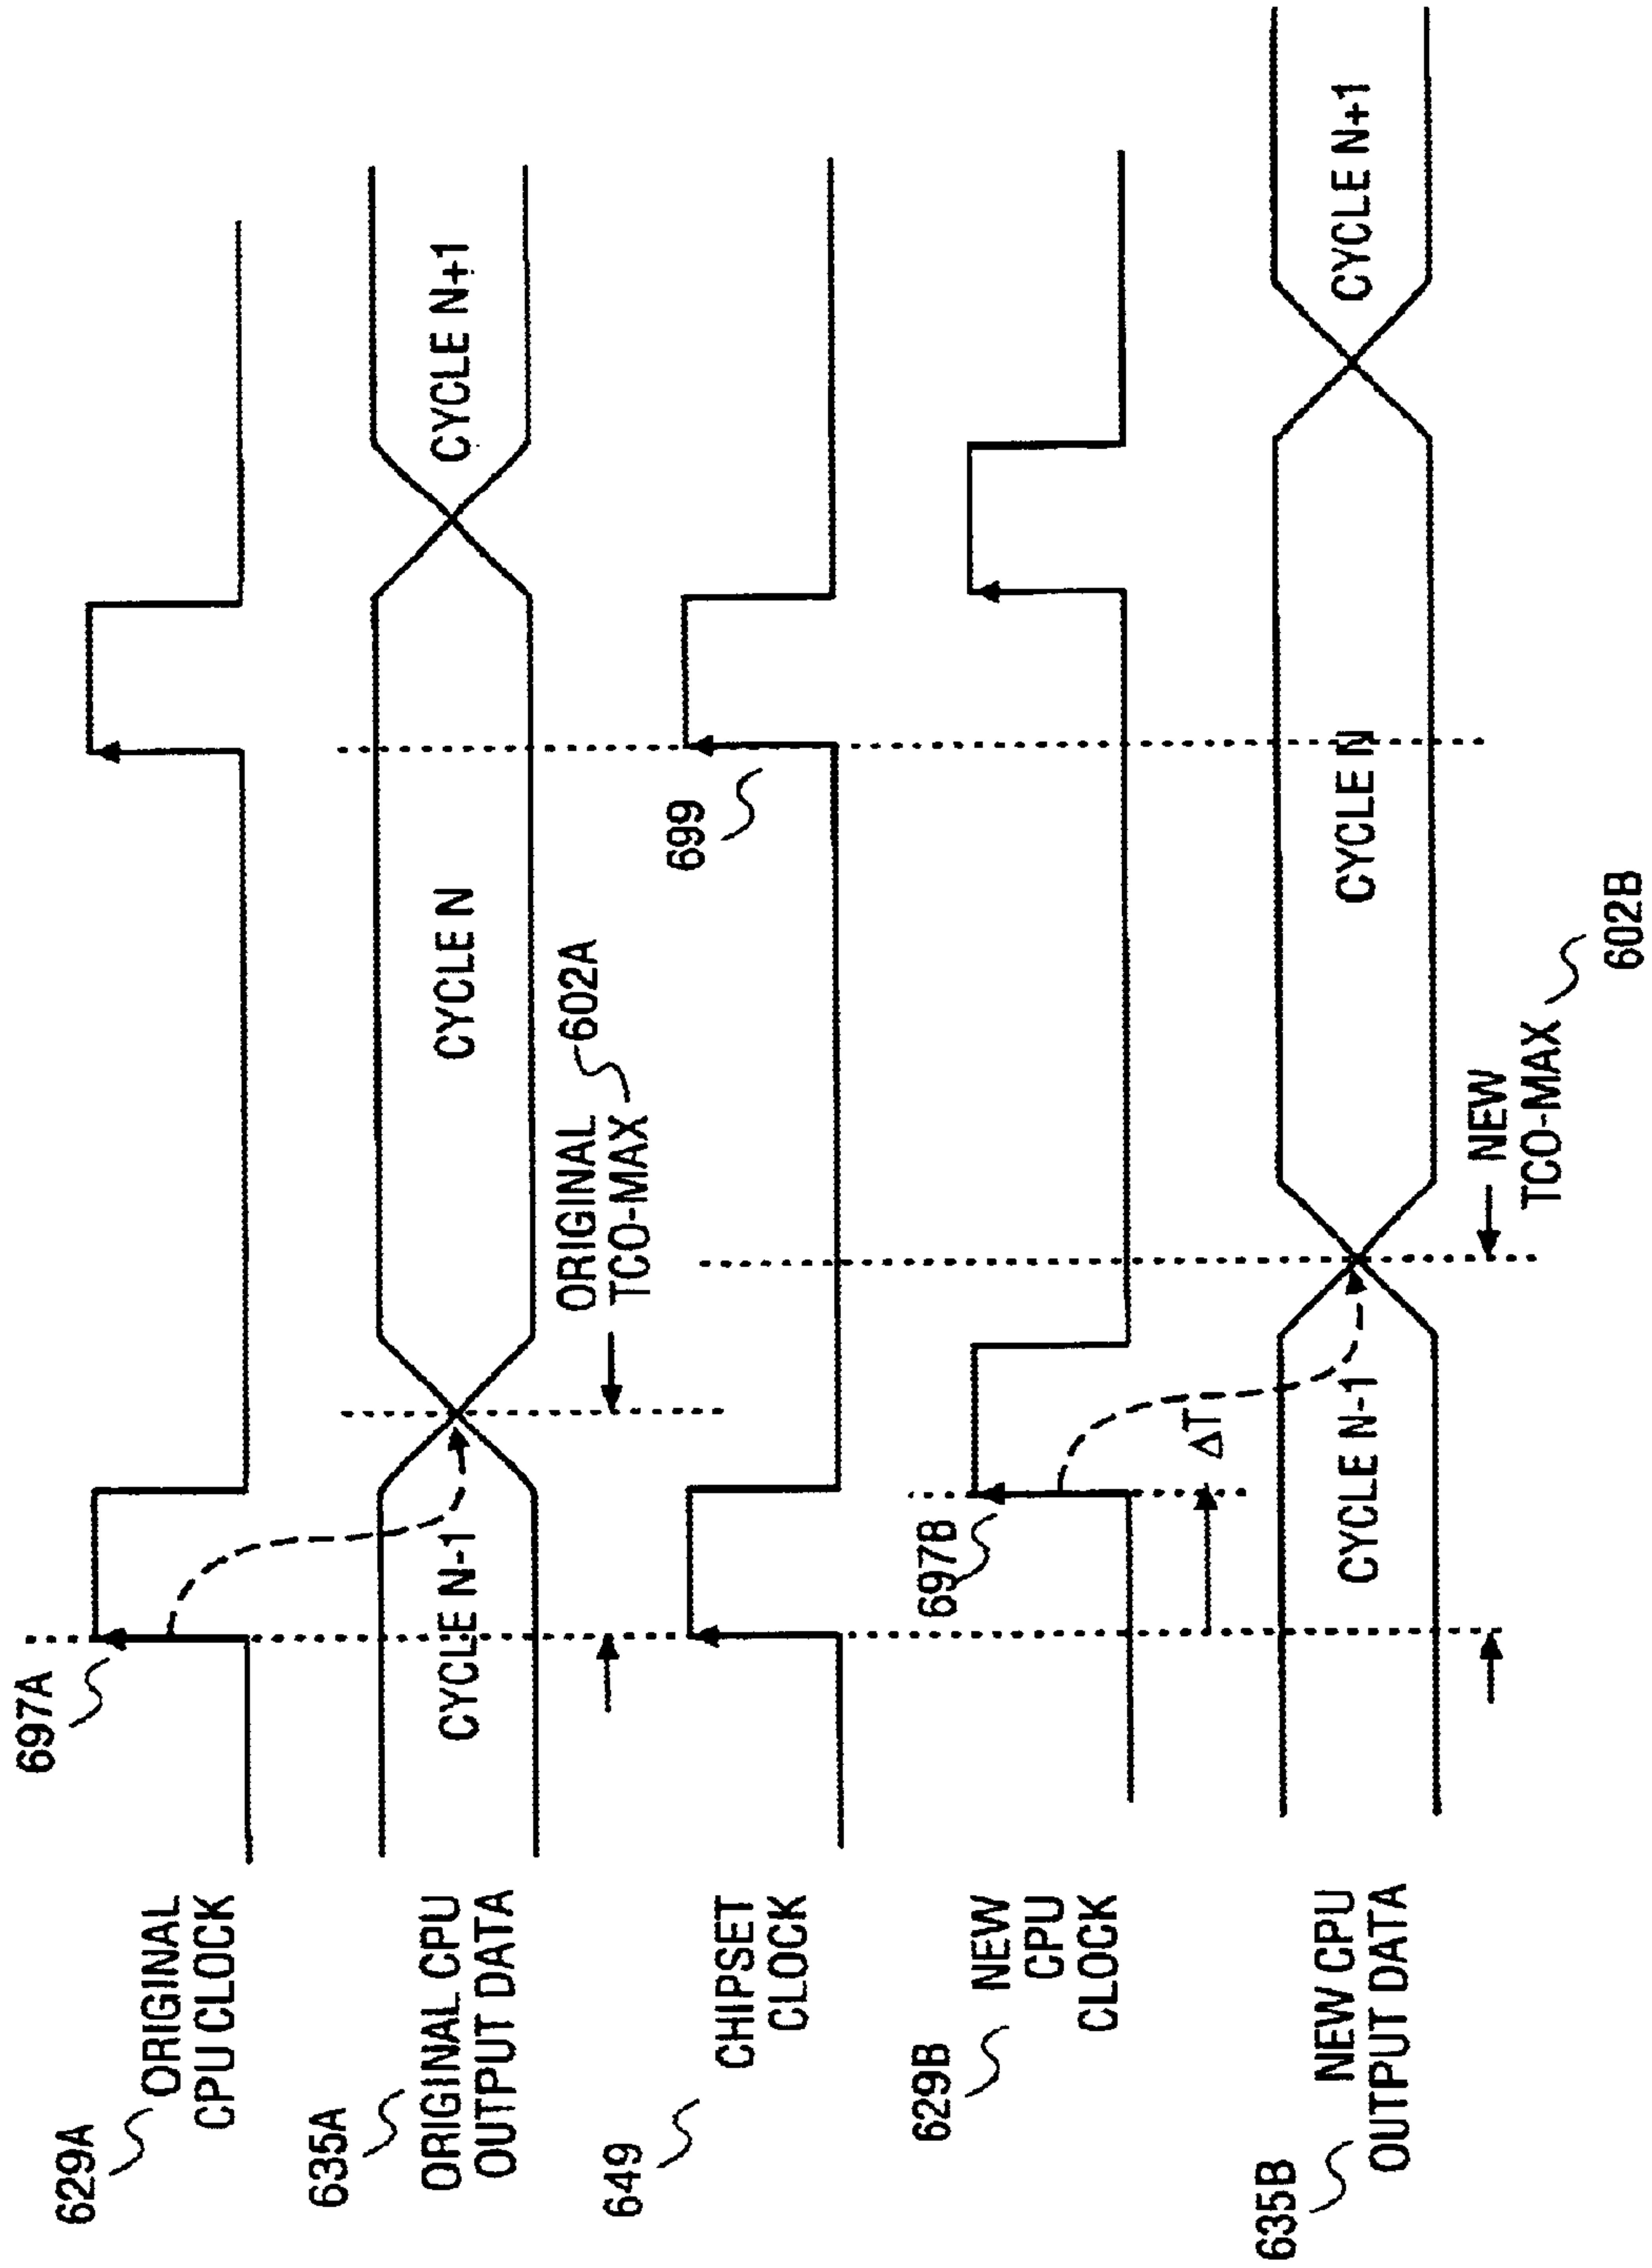 629A
ORIGINAL
CPU CLOCK
697A
635A
ORIGINAL CPU
OUTPUT DATA
CYCLE N-1
CYCLE N
CYCLE N+1
ORIGINAL
TCO-MAX
602A
649
CHIPSET
CLOCK
699
629B
NEW
CPU
CLOCK
697B
ΔT
635B
NEW CPU
OUTPUT DATA
CYCLE N-1
CYCLE N
CYCLE N+1
NEW
TCO-MAX
602B